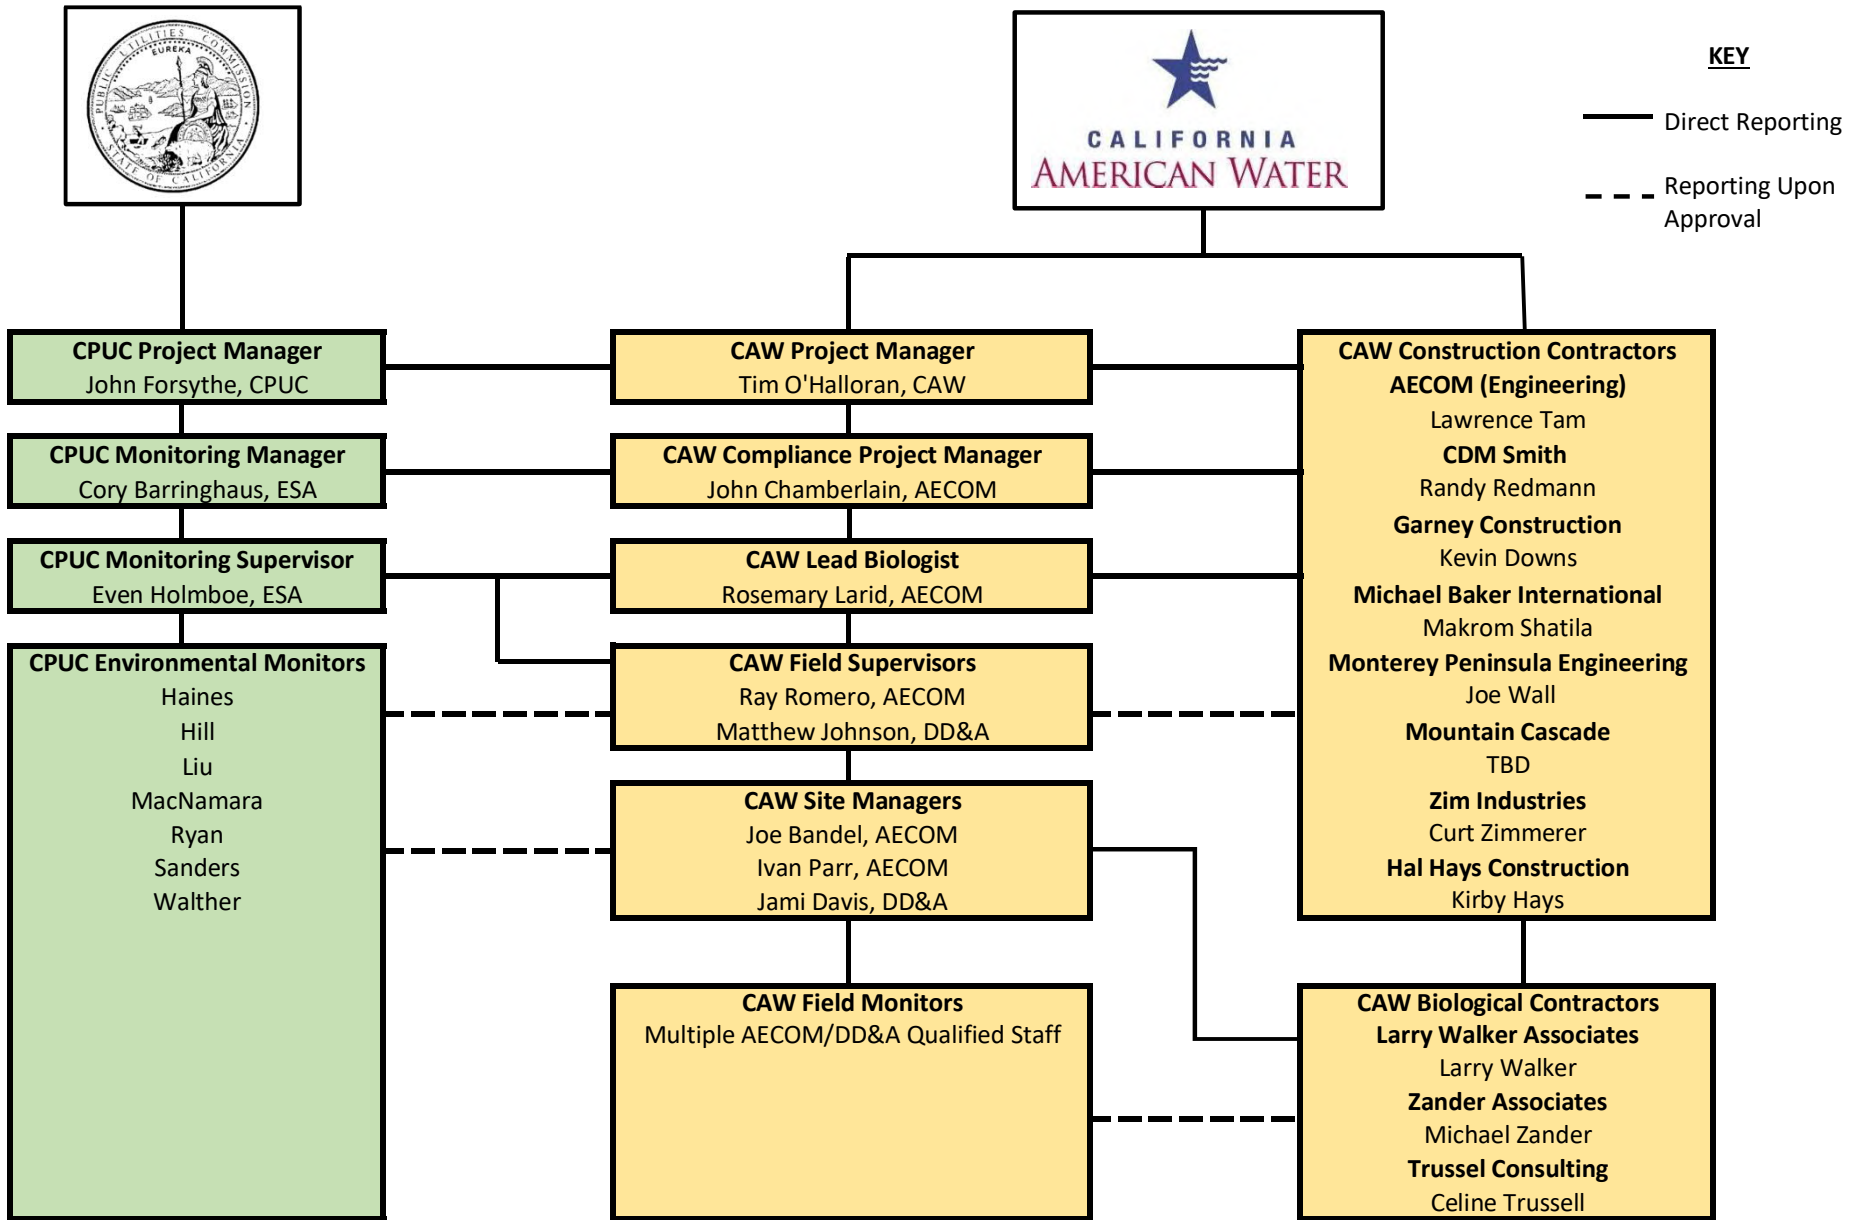 PUBLIC UTILITIES COMMISSION
EUREKA
STATE OF CALIFORNIA
CALIFORNIA
AMERICAN WATER
KEY
Direct Reporting
Reporting Upon
Approval
CPUC Project Manager
John Forsythe, CPUC
CPUC Monitoring Manager
Cory Barringhaus, ESA
CPUC Monitoring Supervisor
Even Holmboe, ESA
CPUC Environmental Monitors
Haines
Hill
Liu
MacNamara
Ryan
Sanders
Walther
CAW Project Manager
Tim O'Halloran, CAW
CAW Compliance Project Manager
John Chamberlain, AECOM
CAW Lead Biologist
Rosemary Larid, AECOM
CAW Field Supervisors
Ray Romero, AECOM
Matthew Johnson, DD&A
CAW Site Managers
Joe Bandel, AECOM
Ivan Parr, AECOM
Jami Davis, DD&A
CAW Field Monitors
Multiple AECOM/DD&A Qualified Staff
CAW Construction Contractors
AECOM (Engineering)
Lawrence Tam
CDM Smith
Randy Redmann
Garney Construction
Kevin Downs
Michael Baker International
Makrom Shatila
Monterey Peninsula Engineering
Joe Wall
Mountain Cascade
TBD
Zim Industries
Curt Zimmerer
Hal Hays Construction
Kirby Hays
CAW Biological Contractors
Larry Walker Associates
Larry Walker
Zander Associates
Michael Zander
Trussel Consulting
Celine Trussell